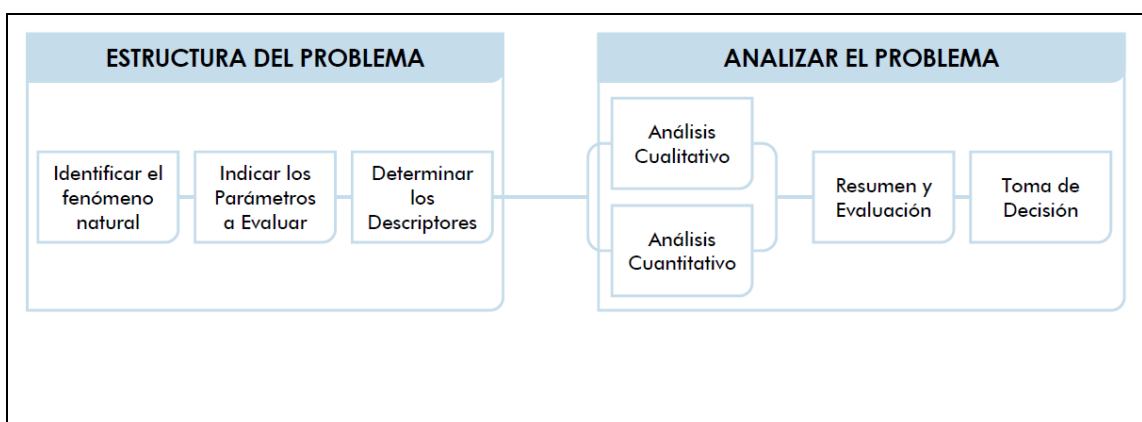 ESTRUCTURA DEL PROBLEMA
Identificar el
fenómeno
natural
Indicar los
Parámetros
a Evaluar
Determinar
los
Descriptores
ANALIZAR EL PROBLEMA
Análisis
Cualitativo
Análisis
Cuantitativo
Resumen y
Evaluación
Toma de
Decisión